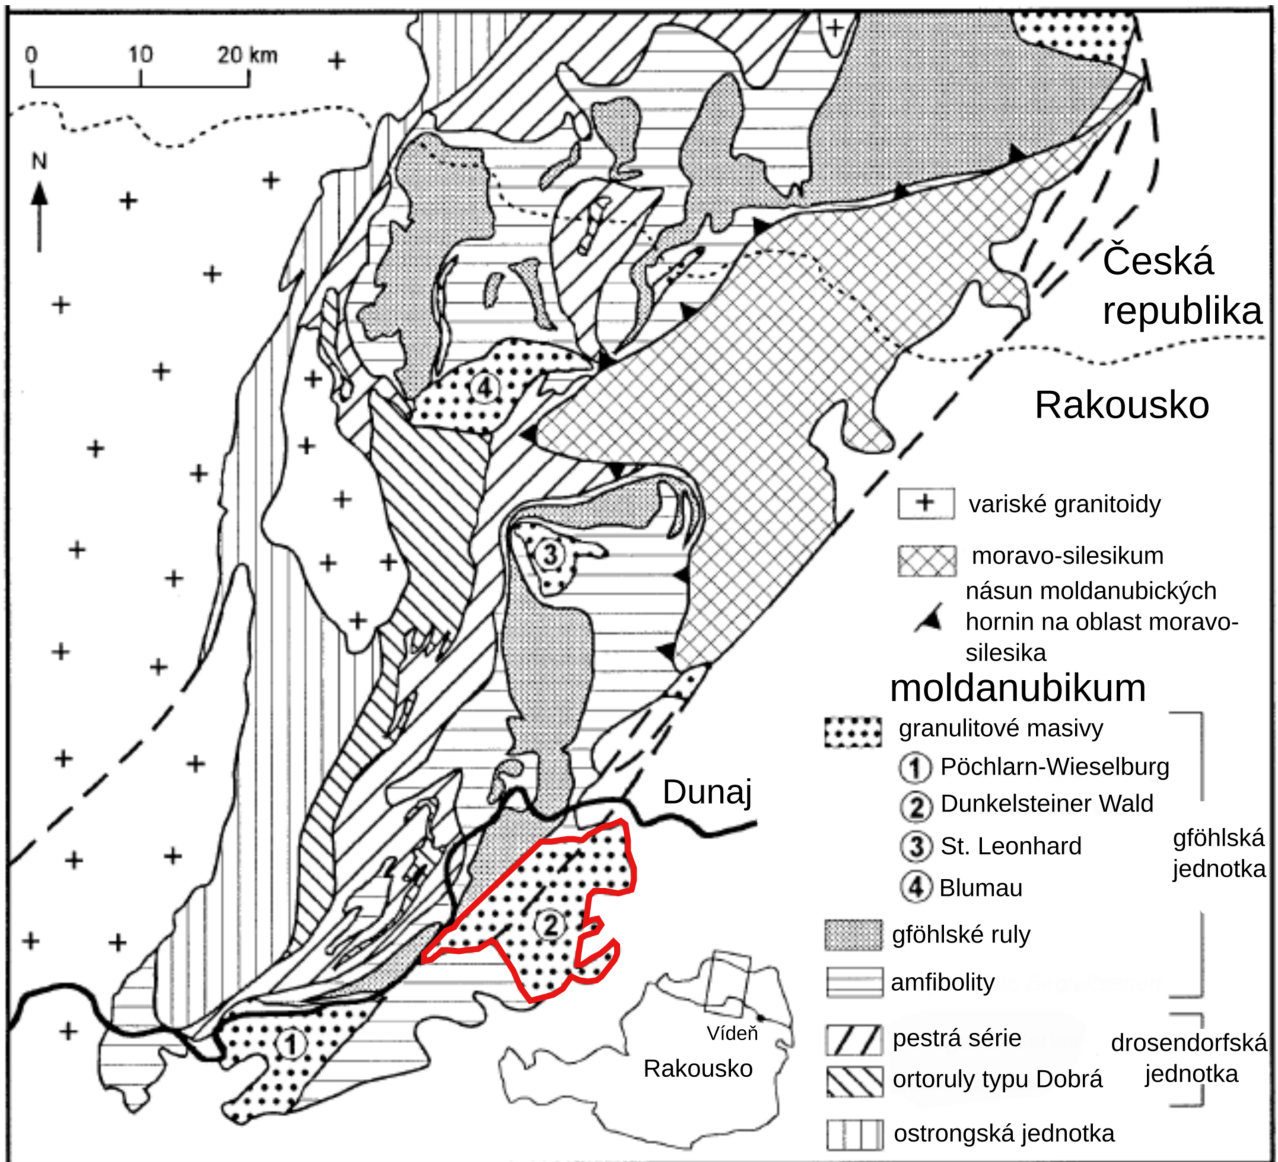 0 10 20 km
N
4
3
2
1
Česká
republika
Rakousko
Dunaj
variské granitoidy
moravo-silesikum
násun moldanubických
hornin na oblast moravo-
silesika
moldanubikum
granulitové masivy
1 Pöchlarn-Wieselburg
2 Dunkelsteiner Wald
3 St. Leonhard
4 Blumau
gföhlská
jednotka
gföhlské ruly
amfibolity
pestrá série
ortoruly typu Dobrá
drosendorfská
jednotka
ostrongská jednotka
Vídeň
Rakousko